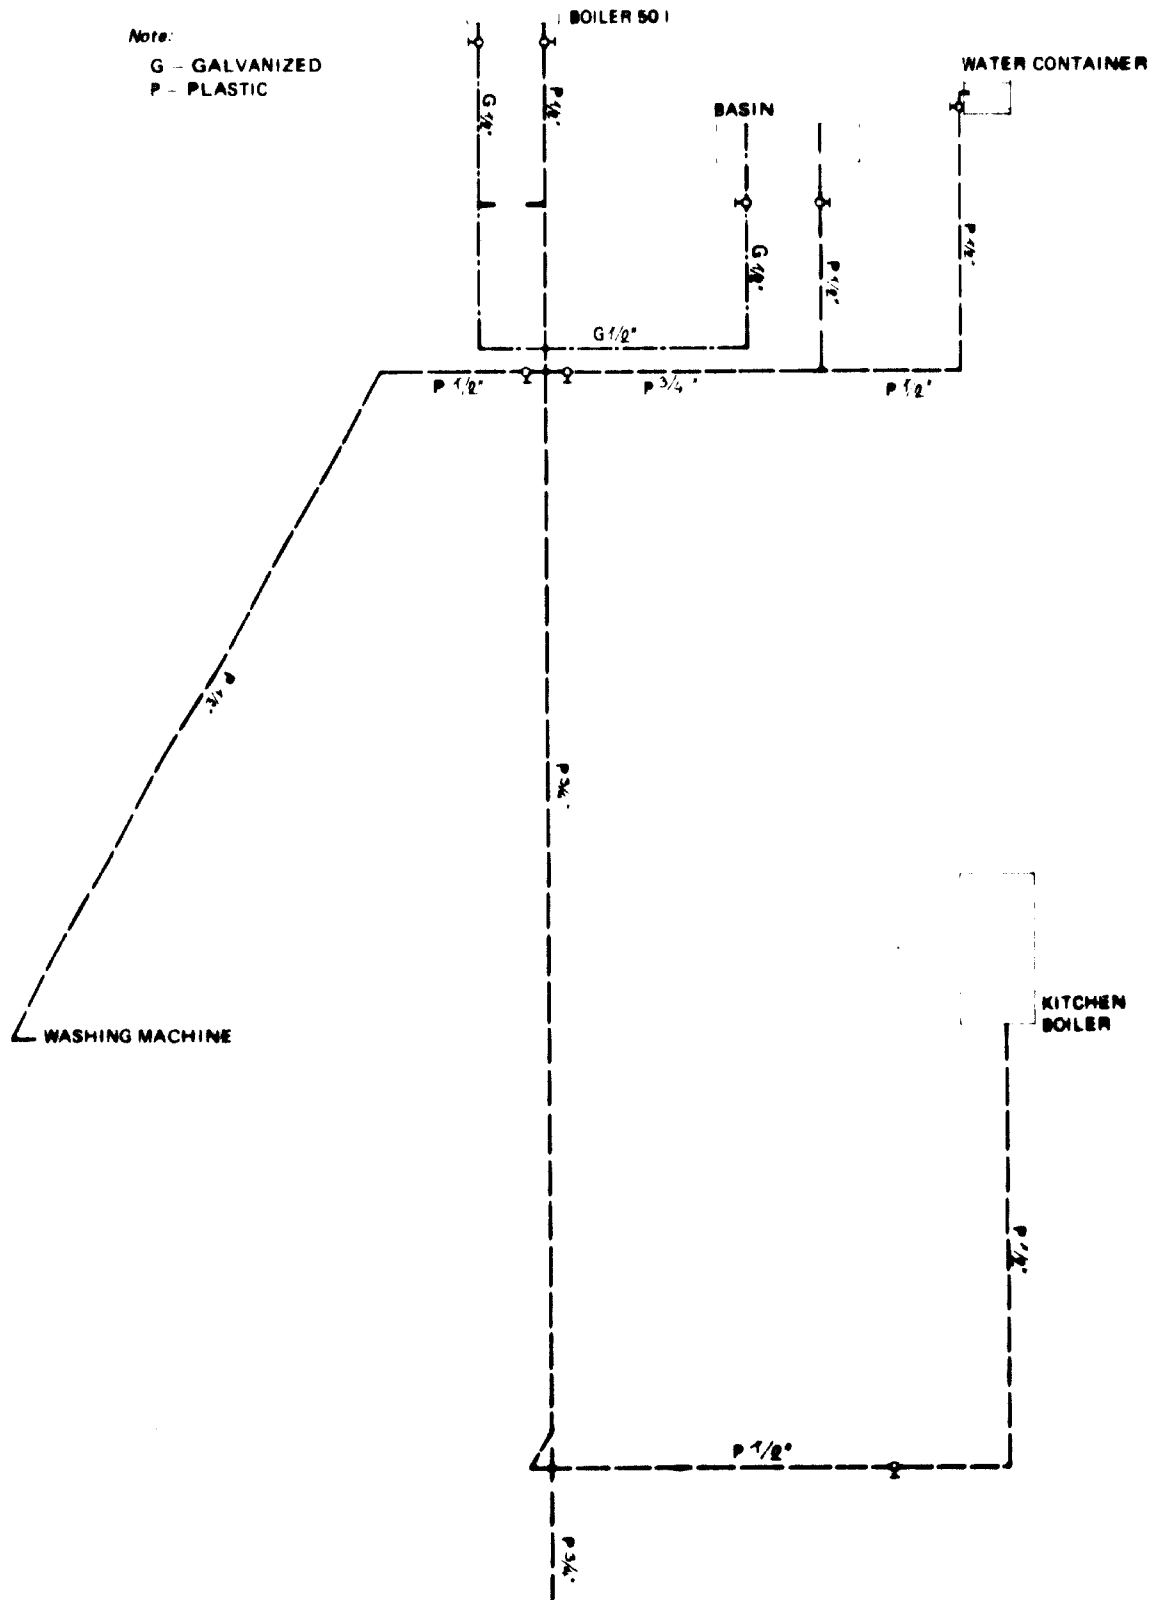 Note:
G – GALVANIZED
P – PLASTIC
BOILER 50 l
WATER CONTAINER
BASIN
G 1/2"
P 1/2"
G 1/2"
P 1/2"
P 1/2"
G 1/2"
P 1/2"
P 3/4"
P 1/2"
P 1/2"
P 3/4"
KITCHEN
BOILER
WASHING MACHINE
P 1/2"
P 1/2"
P 3/4"